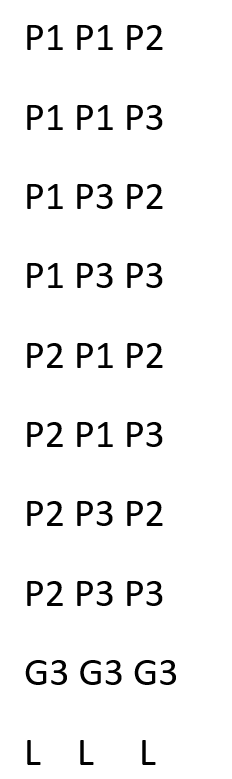 P1 P1 P2
P1 P1 P3
P1 P3 P2
P1 P3 P3
P2 P1 P2
P2 P1 P3
P2 P3 P2
P2 P3 P3
G3 G3 G3
L L L